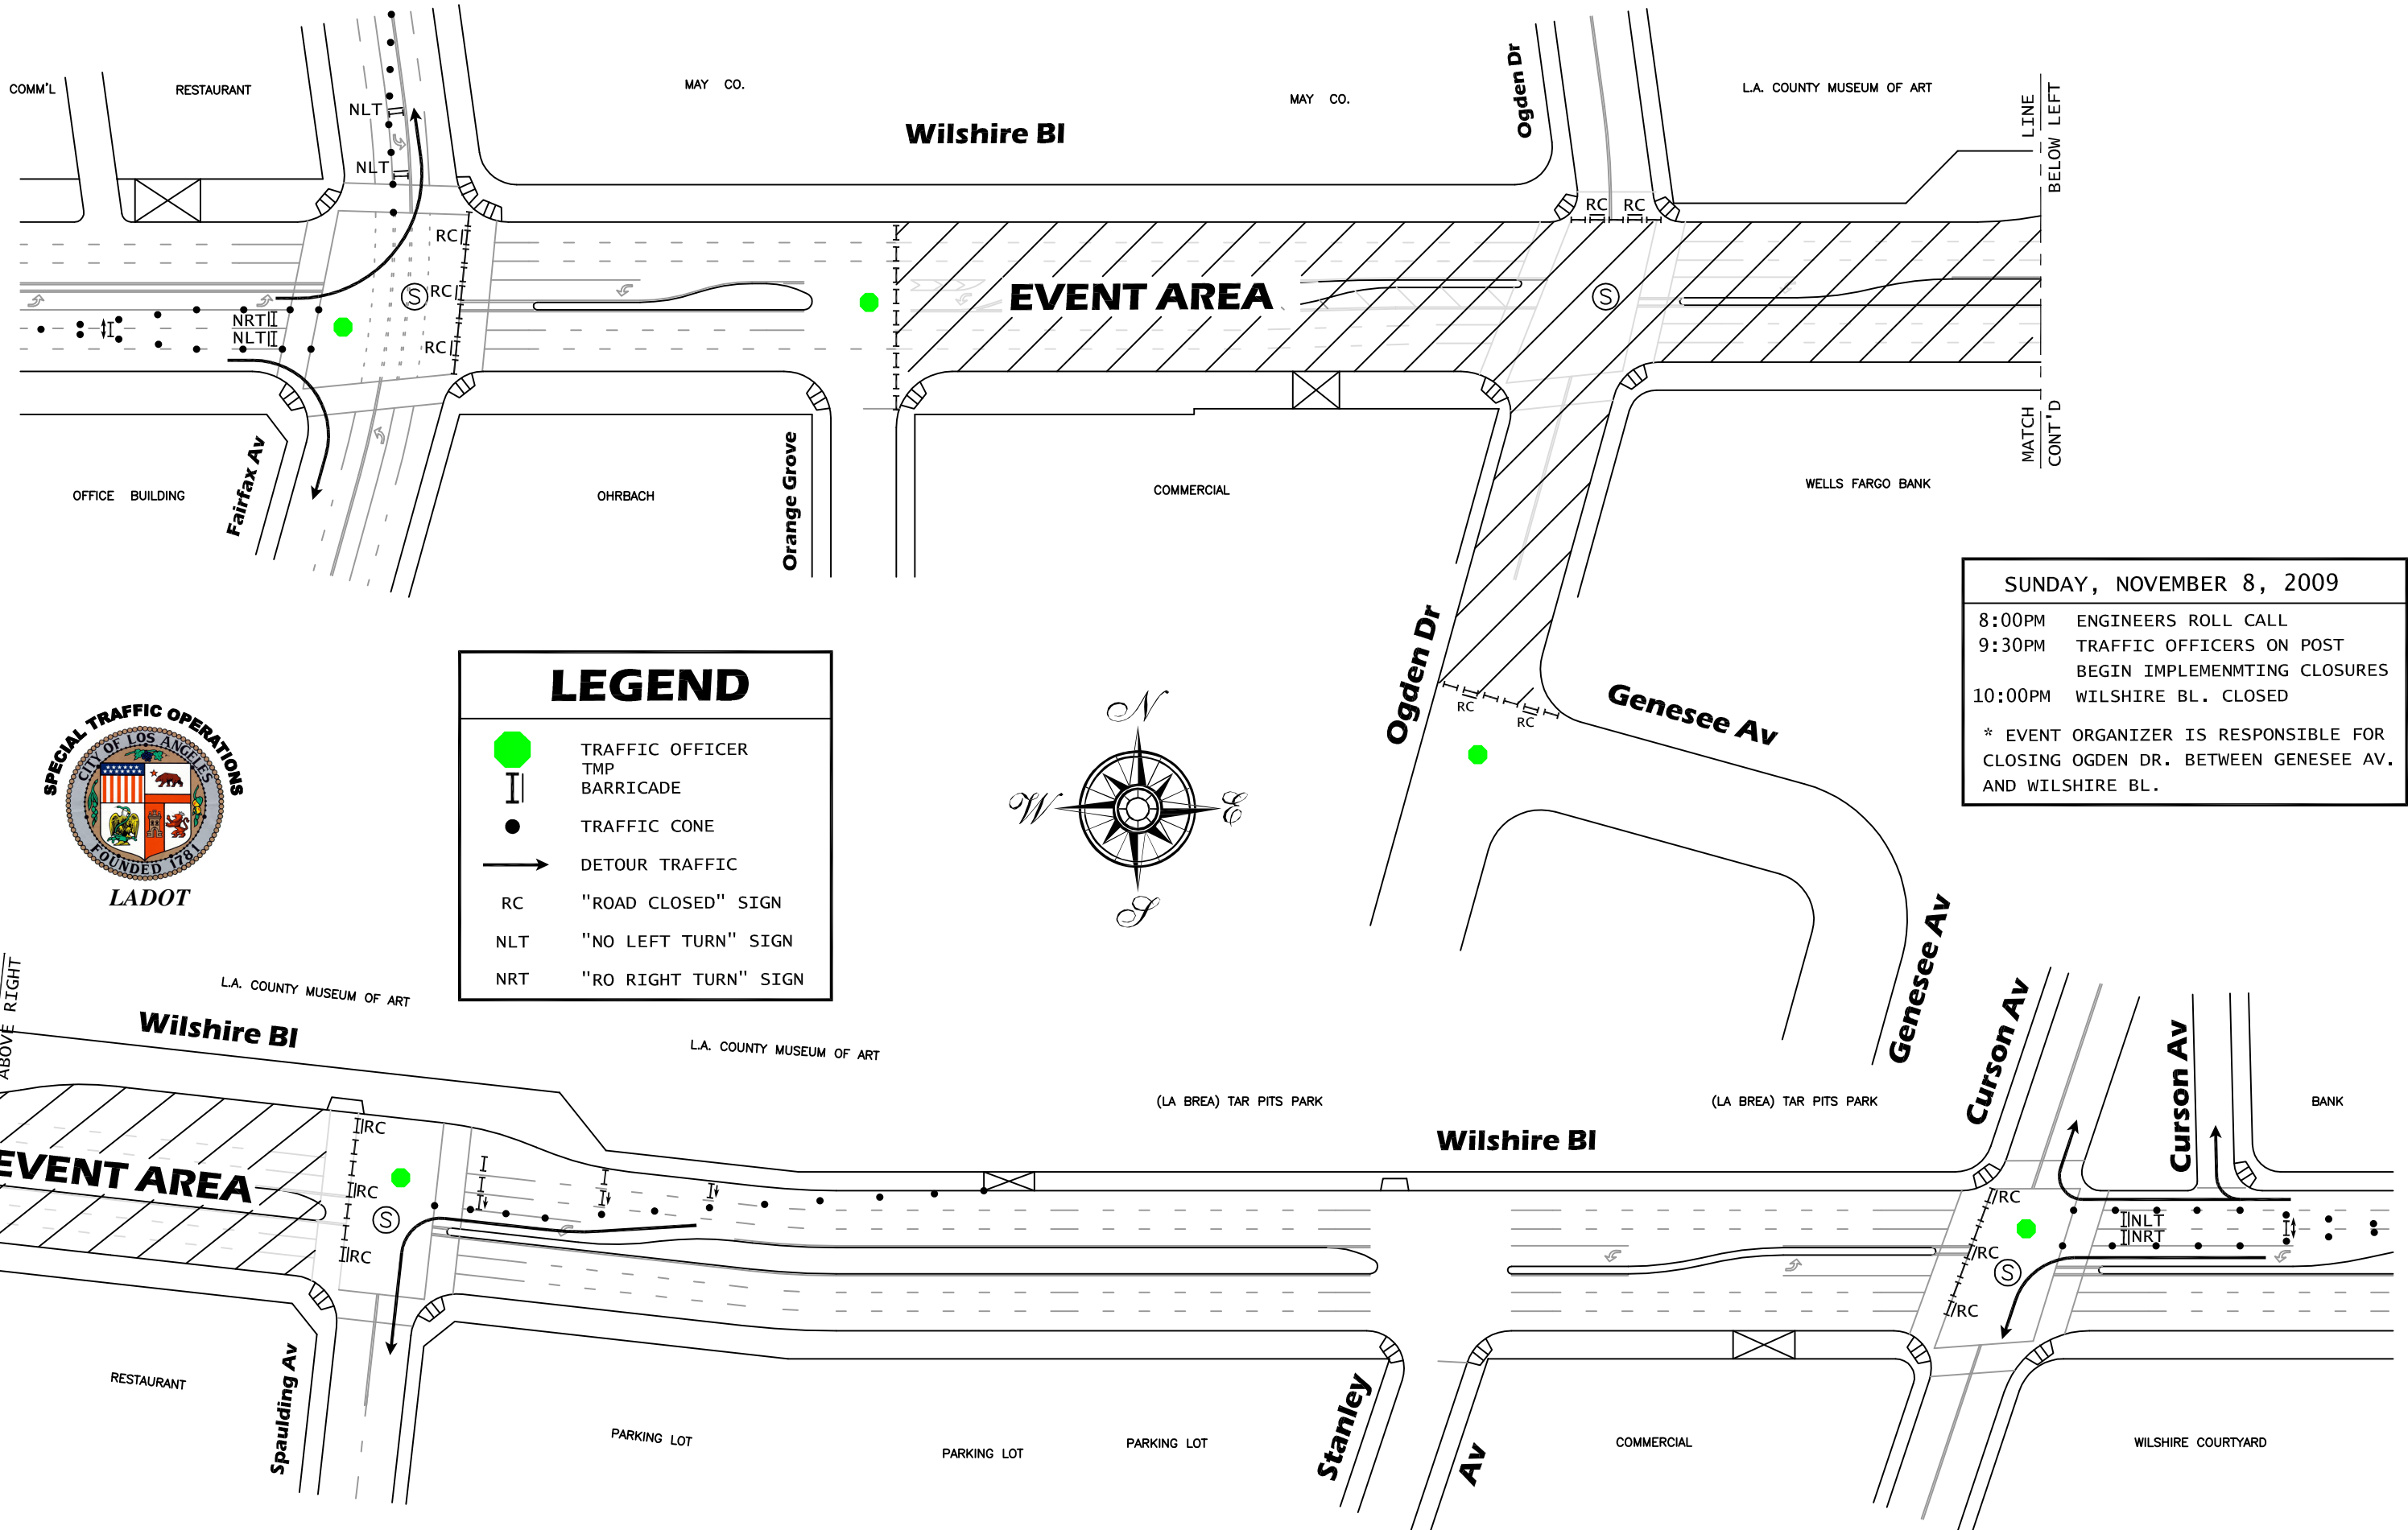 COMM'L
RESTAURANT
MAY CO.
MAY CO.
Ogden Dr
L.A. COUNTY MUSEUM OF ART
MATCH LINE
CONT'D BELOW LEFT
NLT
NLT
Wilshire Bl
RC
RC
RC
NRT
NLT
S
RC
RC
S
EVENT AREA
Fairfax Av
OFFICE BUILDING
OHRBACH
Orange Grove
COMMERCIAL
WELLS FARGO BANK
SUNDAY, NOVEMBER 8, 2009
8:00PM ENGINEERS ROLL CALL
9:30PM TRAFFIC OFFICERS ON POST
BEGIN IMPLEMENMTING CLOSURES
10:00PM WILSHIRE BL. CLOSED
* EVENT ORGANIZER IS RESPONSIBLE FOR
CLOSING OGDEN DR. BETWEEN GENESEE AV.
AND WILSHIRE BL.
LEGEND
TRAFFIC OFFICER
TMP
BARRICADE
TRAFFIC CONE
DETOUR TRAFFIC
RC "ROAD CLOSED" SIGN
NLT "NO LEFT TURN" SIGN
NRT "RO RIGHT TURN" SIGN
SPECIAL TRAFFIC OPERATIONS
CITY OF LOS ANGELES
FOUNDED 1781
LADOT
N
W
E
S
Ogden Dr
RC
RC
Genesee Av
Genesee Av
ABOVE RIGHT
L.A. COUNTY MUSEUM OF ART
Wilshire Bl
L.A. COUNTY MUSEUM OF ART
(LA BREA) TAR PITS PARK
(LA BREA) TAR PITS PARK
Wilshire Bl
Curson Av
Curson Av
BANK
EVENT AREA
RC
RC
RC
S
RC
RC
RC
NLT
NRT
S
RESTAURANT
Spaulding Av
PARKING LOT
PARKING LOT
PARKING LOT
Stanley
Av
COMMERCIAL
WILSHIRE COURTYARD